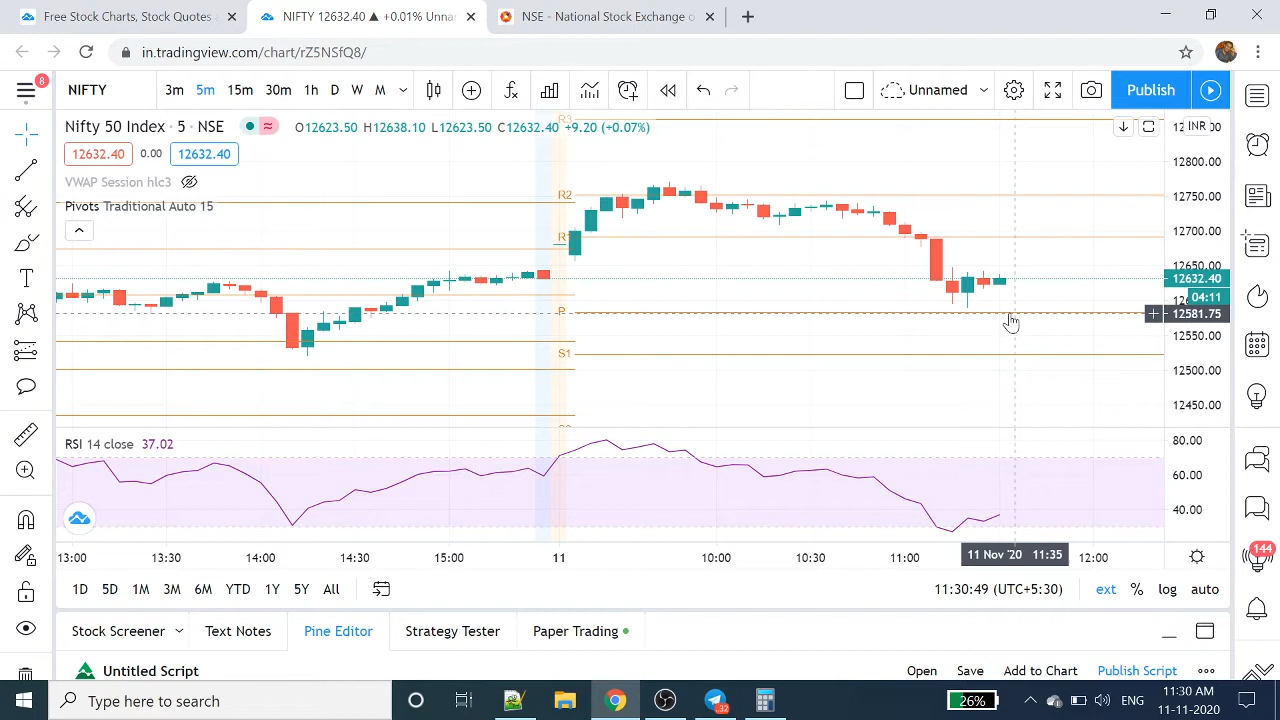 Free Stock Charts, Stock Quotes
NIFTY 12632.40 ▲ +0.01% Unna
NSE - National Stock Exchange o
in.tradingview.com/chart/rZ5NSfQ8/
8
NIFTY
3m 5m 15m 30m 1h D W M
Unnamed
Publish
Nifty 50 Index · 5 · NSE
O12623.50 H12638.10 L12623.50 C12632.40 +9.20 (+0.07%)
INR
12632.40 0.00 12632.40
VWAP Session hlc3
Pivots Traditional Auto 15
R3
R2
P
S1
12800.00
12750.00
12700.00
12650.00
12632.40
04:11
12581.75
12550.00
12500.00
12450.00
RSI 14 close 37.02
80.00
60.00
40.00
13:00 13:30 14:00 14:30 15:00 11 10:00 10:30 11:00 11 Nov '20 11:35 12:00
1D 5D 1M 3M 6M YTD 1Y 5Y All
11:30:49 (UTC+5:30) ext % log auto
144
Stock Screener Text Notes Pine Editor Strategy Tester Paper Trading
Untitled Script
Open Save Add to Chart Publish Script
Type here to search
32
26%
ENG
11:30 AM
11-11-2020